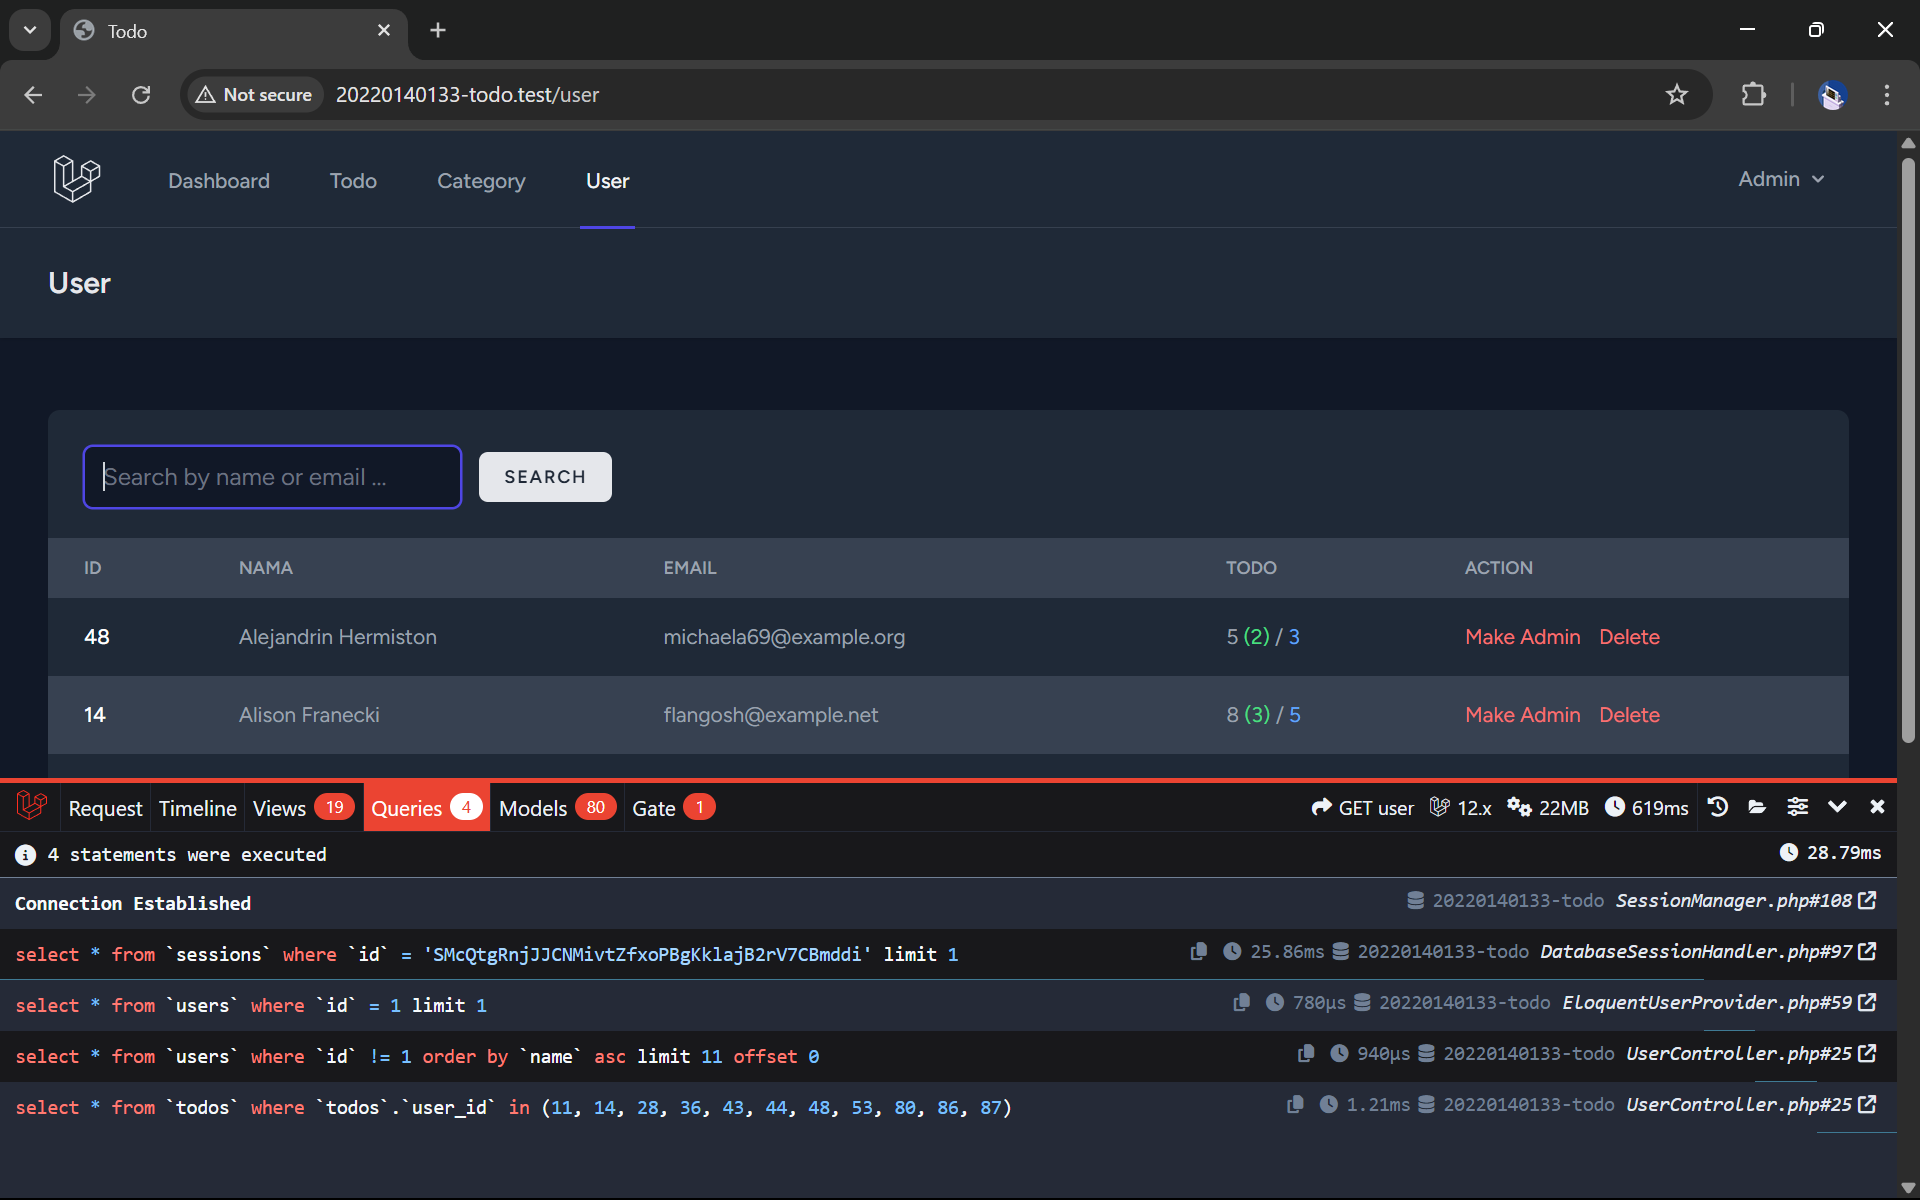 Todo
Not secure 20220140133-todo.test/user
Dashboard Todo Category User Admin
User
Search by name or email ... SEARCH
ID NAMA EMAIL TODO ACTION
48 Alejandrin Hermiston michaela69@example.org 5 (2) / 3 Make Admin Delete
14 Alison Franecki flangosh@example.net 8 (3) / 5 Make Admin Delete
Request Timeline Views 19 Queries 4 Models 80 Gate 1 GET user 12.x 22MB 619ms
4 statements were executed 28.79ms
Connection Established 20220140133-todo SessionManager.php#108
select * from `sessions` where `id` = 'SMcQtgRnjJJCNMivtZfxoPBgKklajB2rV7CBmddi' limit 1 25.86ms 20220140133-todo DatabaseSessionHandler.php#97
select * from `users` where `id` = 1 limit 1 780μs 20220140133-todo EloquentUserProvider.php#59
select * from `users` where `id` != 1 order by `name` asc limit 11 offset 0 940μs 20220140133-todo UserController.php#25
select * from `todos` where `todos`.`user_id` in (11, 14, 28, 36, 43, 44, 48, 53, 80, 86, 87) 1.21ms 20220140133-todo UserController.php#25